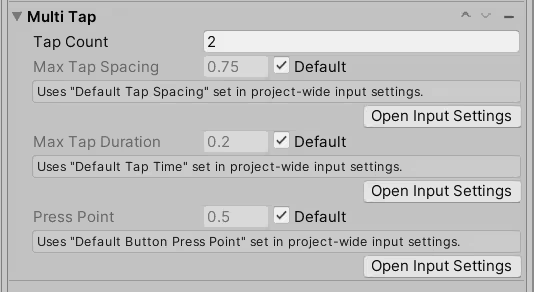 Multi Tap
Tap Count 2
Max Tap Spacing 0.75 Default
Uses "Default Tap Spacing" set in project-wide input settings.
Open Input Settings
Max Tap Duration 0.2 Default
Uses "Default Tap Time" set in project-wide input settings.
Open Input Settings
Press Point 0.5 Default
Uses "Default Button Press Point" set in project-wide input settings.
Open Input Settings